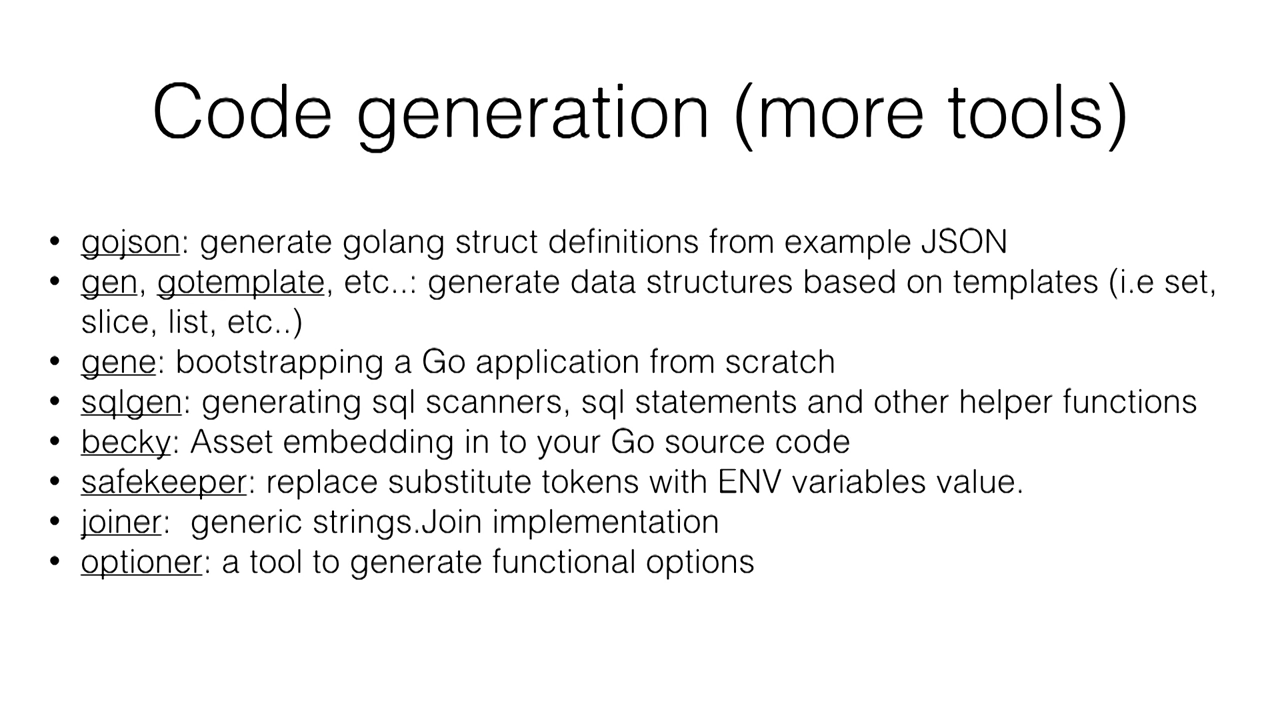 Code generation (more tools)
• gojson: generate golang struct definitions from example JSON
• gen, gotemplate, etc..: generate data structures based on templates (i.e set,
slice, list, etc..)
• gene: bootstrapping a Go application from scratch
• sqlgen: generating sql scanners, sql statements and other helper functions
• becky: Asset embedding in to your Go source code
• safekeeper: replace substitute tokens with ENV variables value.
• joiner:  generic strings.Join implementation
• optioner: a tool to generate functional options